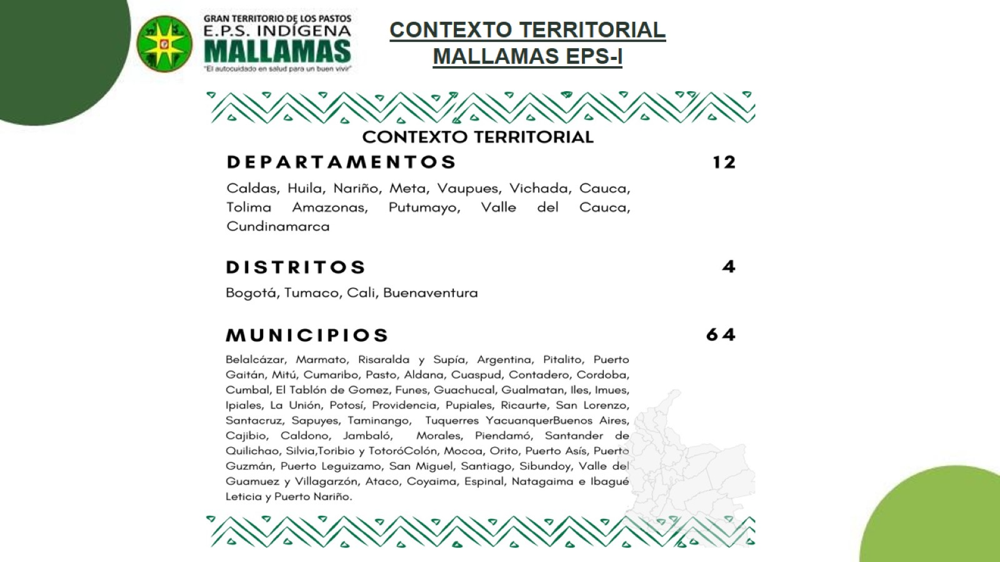 GRAN TERRITORIO DE LOS PASTOS
E.P.S. INDÍGENA
MALLAMAS
"El autocuidado en salud para un buen vivir"
CONTEXTO TERRITORIAL
MALLAMAS EPS-I
CONTEXTO TERRITORIAL
DEPARTAMENTOS 12
Caldas, Huila, Nariño, Meta, Vaupues, Vichada, Cauca,
Tolima Amazonas, Putumayo, Valle del Cauca,
Cundinamarca
DISTRITOS 4
Bogotá, Tumaco, Cali, Buenaventura
MUNICIPIOS 64
Belalcázar, Marmato, Risaralda y Supía, Argentina, Pitalito, Puerto
Gaitán, Mitú, Cumaribo, Pasto, Aldana, Cuaspud, Contadero, Cordoba,
Cumbal, El Tablón de Gomez, Funes, Guachucal, Gualmatan, Iles, Imues,
Ipiales, La Unión, Potosí, Providencia, Pupiales, Ricaurte, San Lorenzo,
Santacruz, Sapuyes, Taminango, Tuquerres YacuanquerBuenos Aires,
Cajibio, Caldono, Jambaló, Morales, Piendamó, Santander de
Quilichao, Silvia,Toribio y TotoróColón, Mocoa, Orito, Puerto Asís, Puerto
Guzmán, Puerto Leguizamo, San Miguel, Santiago, Sibundoy, Valle del
Guamuez y Villagarzón, Ataco, Coyaima, Espinal, Natagaima e Ibagué
Leticia y Puerto Nariño.